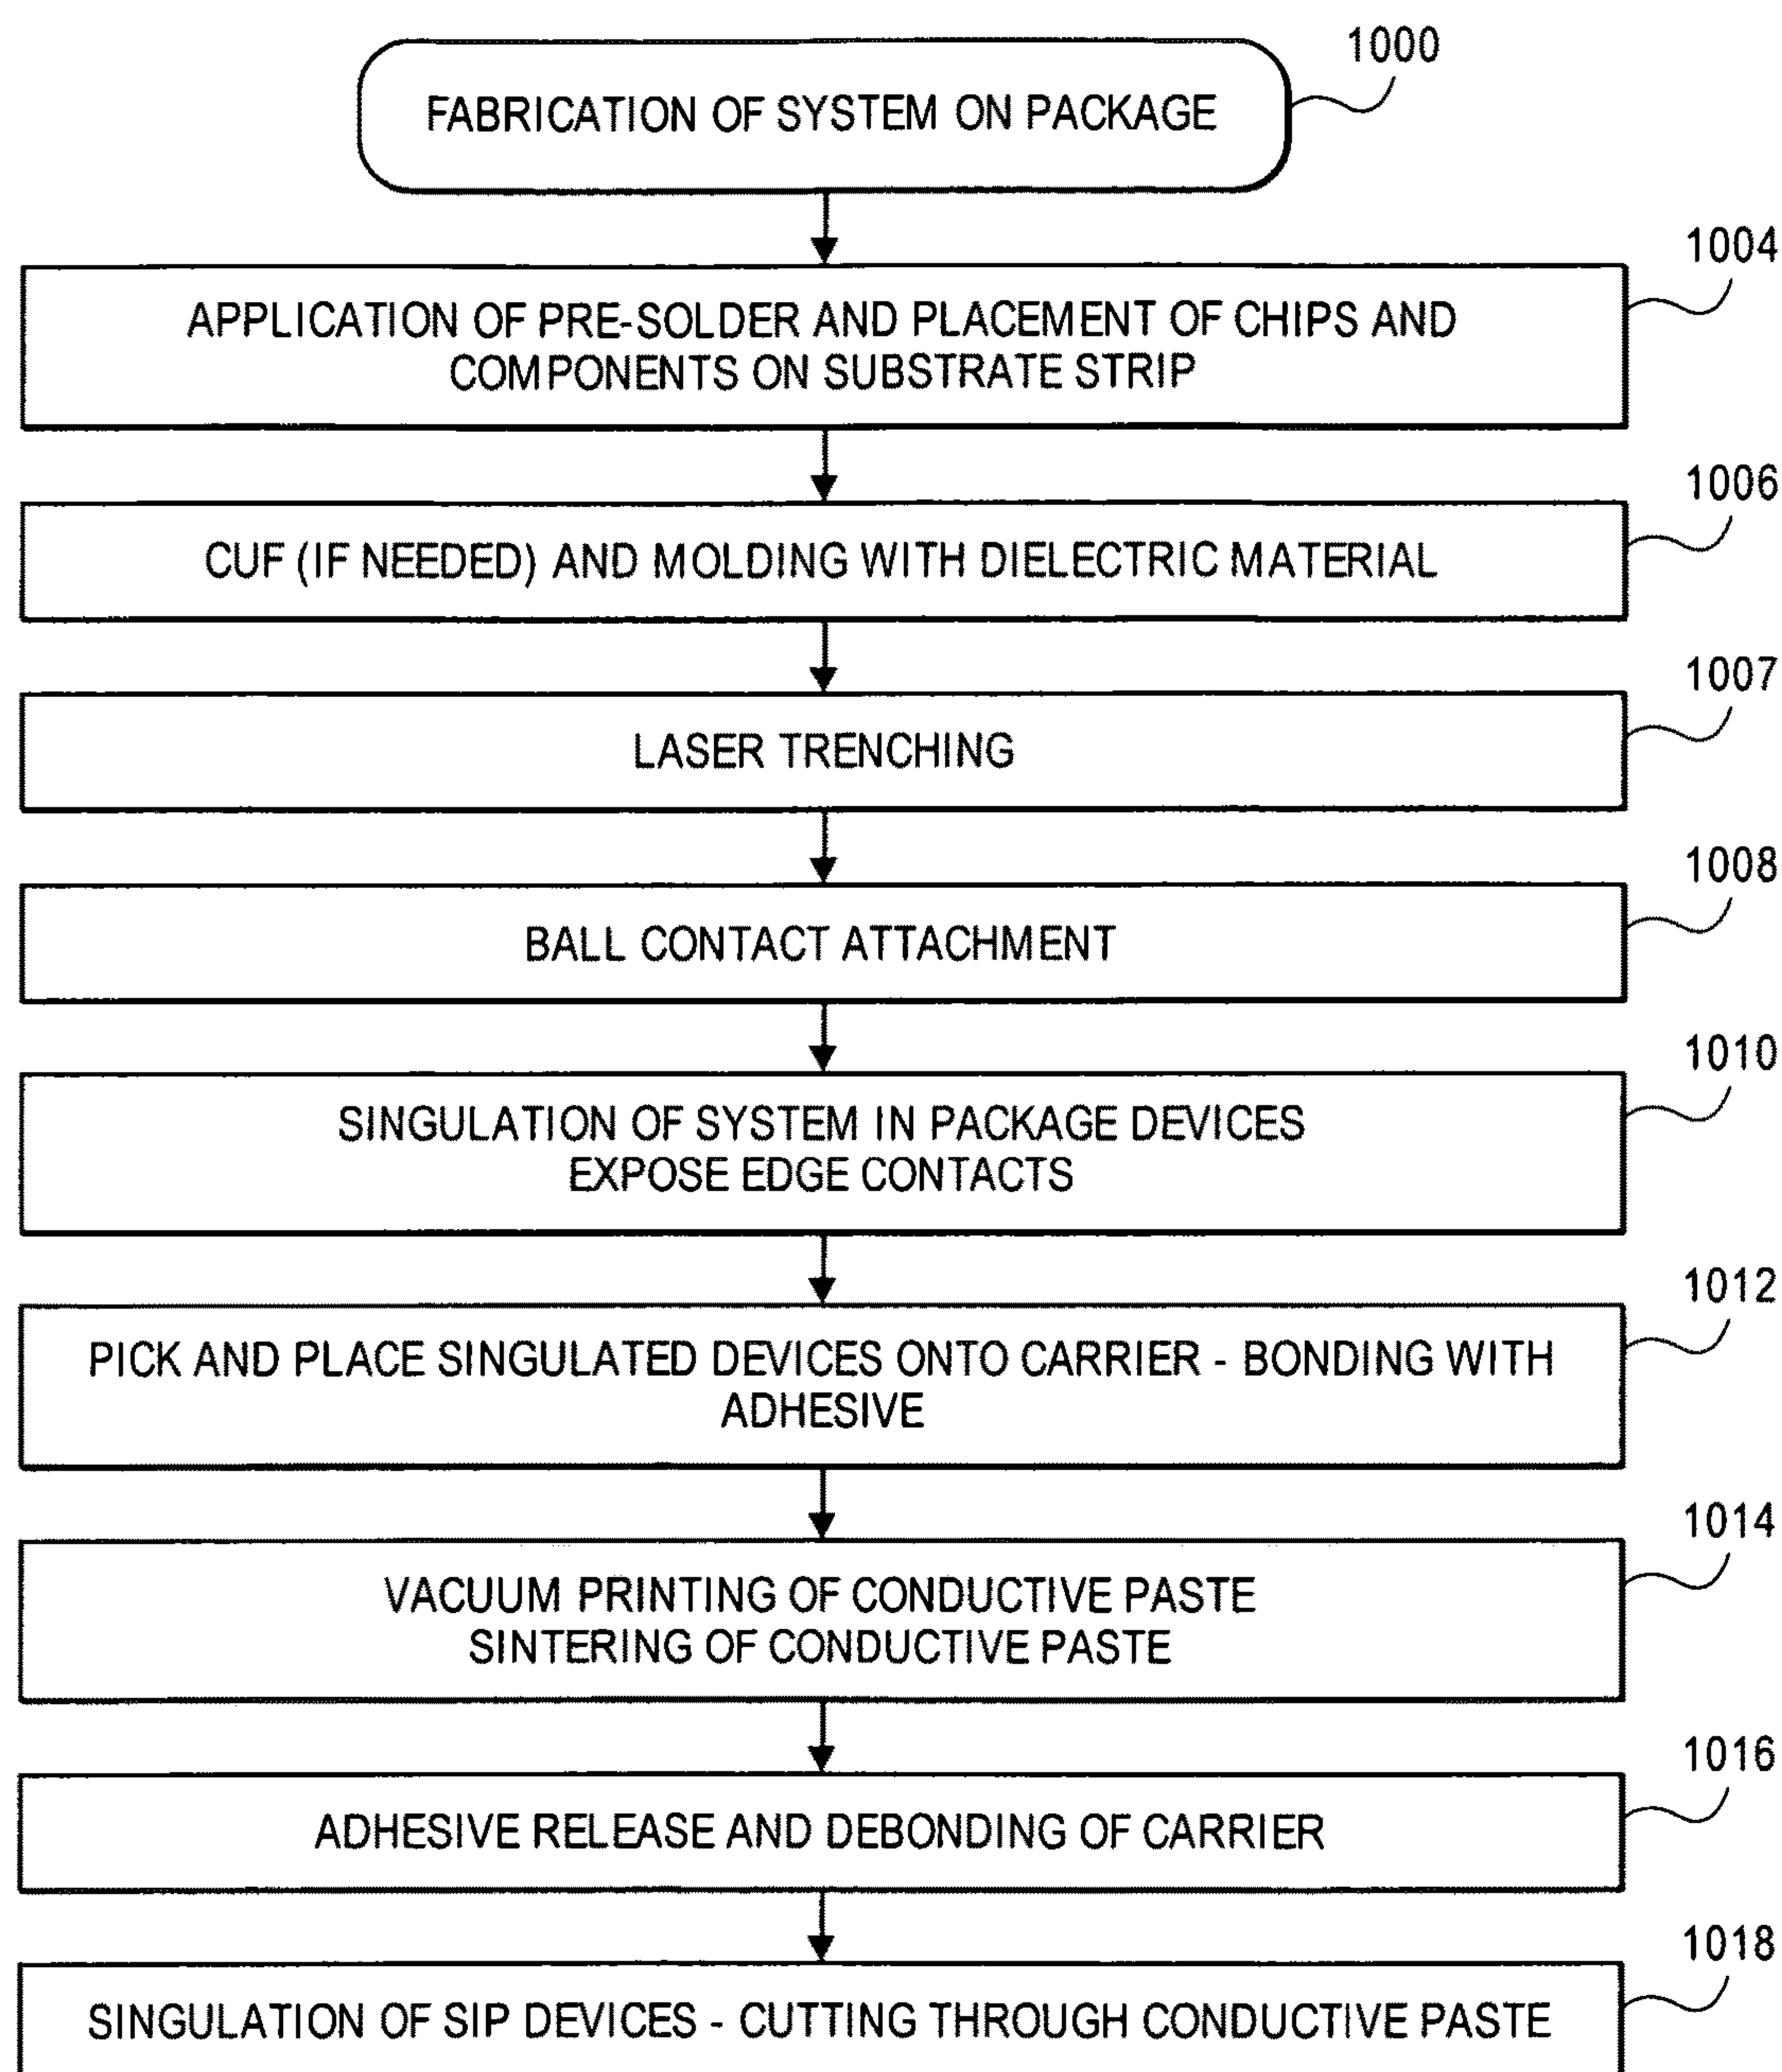 1000
FABRICATION OF SYSTEM ON PACKAGE
1004
APPLICATION OF PRE-SOLDER AND PLACEMENT OF CHIPS AND
COMPONENTS ON SUBSTRATE STRIP
1006
CUF (IF NEEDED) AND MOLDING WITH DIELECTRIC MATERIAL
1007
LASER TRENCHING
1008
BALL CONTACT ATTACHMENT
1010
SINGULATION OF SYSTEM IN PACKAGE DEVICES
EXPOSE EDGE CONTACTS
1012
PICK AND PLACE SINGULATED DEVICES ONTO CARRIER - BONDING WITH
ADHESIVE
1014
VACUUM PRINTING OF CONDUCTIVE PASTE
SINTERING OF CONDUCTIVE PASTE
1016
ADHESIVE RELEASE AND DEBONDING OF CARRIER
1018
SINGULATION OF SIP DEVICES - CUTTING THROUGH CONDUCTIVE PASTE